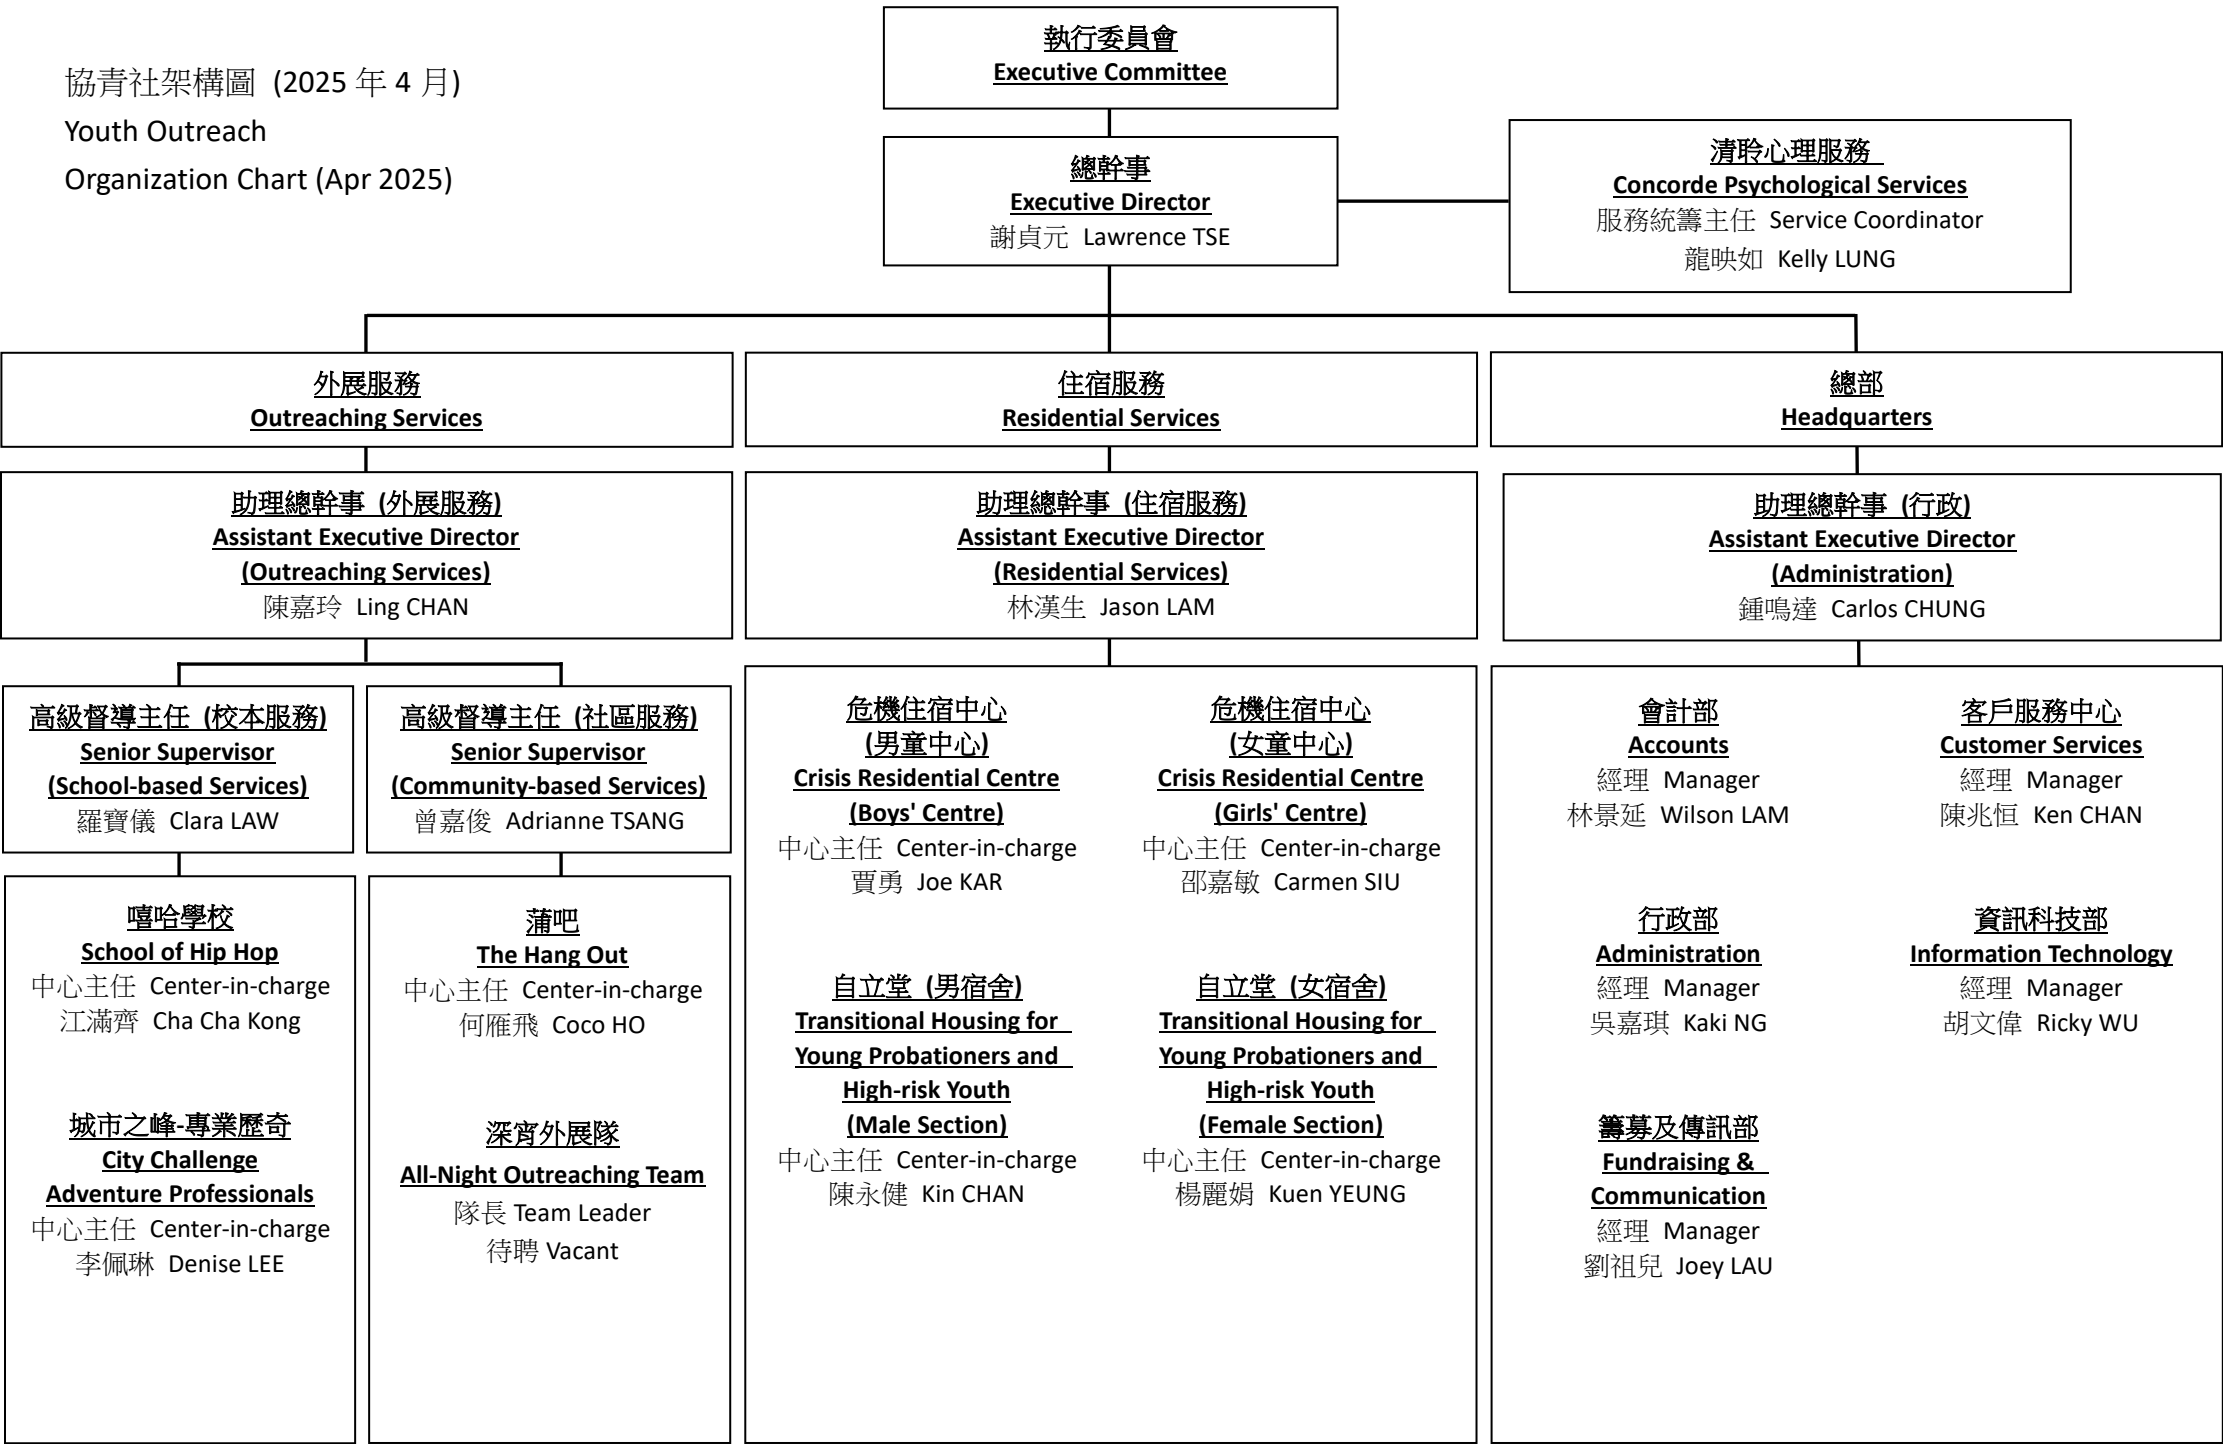 協青社架構圖 (2025 年 4 月)
Youth Outreach
Organization Chart (Apr 2025)
執行委員會
Executive Committee
總幹事
Executive Director
謝貞元 Lawrence TSE
清聆心理服務
Concorde Psychological Services
服務統籌主任 Service Coordinator
龍映如 Kelly LUNG
外展服務
Outreaching Services
住宿服務
Residential Services
總部
Headquarters
助理總幹事 (外展服務)
Assistant Executive Director
(Outreaching Services)
陳嘉玲 Ling CHAN
助理總幹事 (住宿服務)
Assistant Executive Director
(Residential Services)
林漢生 Jason LAM
助理總幹事 (行政)
Assistant Executive Director
(Administration)
鍾鳴達 Carlos CHUNG
高級督導主任 (校本服務)
Senior Supervisor
(School-based Services)
羅寶儀 Clara LAW
高級督導主任 (社區服務)
Senior Supervisor
(Community-based Services)
曾嘉俊 Adrianne TSANG
嘻哈學校
School of Hip Hop
中心主任 Center-in-charge
江滿齊 Cha Cha Kong
城市之峰-專業歷奇
City Challenge
Adventure Professionals
中心主任 Center-in-charge
李佩琳 Denise LEE
蒲吧
The Hang Out
中心主任 Center-in-charge
何雁飛 Coco HO
深宵外展隊
All-Night Outreaching Team
隊長 Team Leader
待聘 Vacant
危機住宿中心
(男童中心)
Crisis Residential Centre
(Boys' Centre)
中心主任 Center-in-charge
賈勇 Joe KAR
危機住宿中心
(女童中心)
Crisis Residential Centre
(Girls' Centre)
中心主任 Center-in-charge
邵嘉敏 Carmen SIU
自立堂 (男宿舍)
Transitional Housing for
Young Probationers and
High-risk Youth
(Male Section)
中心主任 Center-in-charge
陳永健 Kin CHAN
自立堂 (女宿舍)
Transitional Housing for
Young Probationers and
High-risk Youth
(Female Section)
中心主任 Center-in-charge
楊麗娟 Kuen YEUNG
會計部
Accounts
經理 Manager
林景延 Wilson LAM
客戶服務中心
Customer Services
經理 Manager
陳兆恒 Ken CHAN
行政部
Administration
經理 Manager
吳嘉琪 Kaki NG
資訊科技部
Information Technology
經理 Manager
胡文偉 Ricky WU
籌募及傳訊部
Fundraising &
Communication
經理 Manager
劉祖兒 Joey LAU